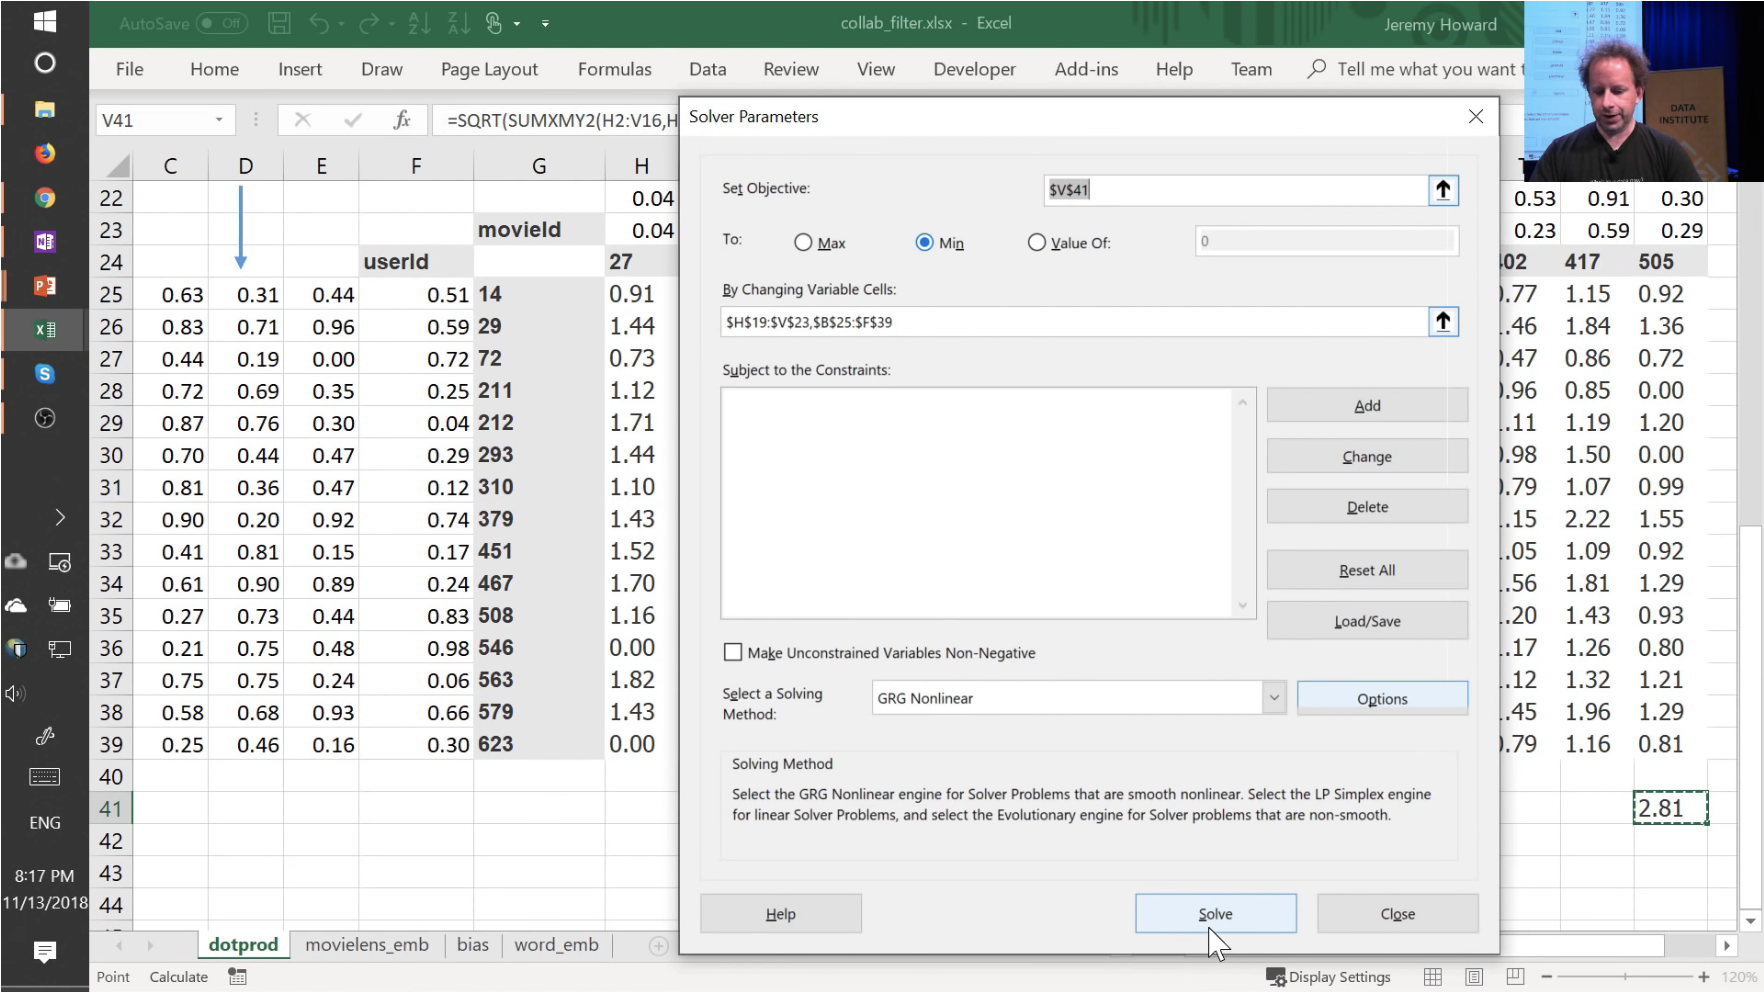 AutoSave Off collab_filter.xlsx - Excel Jeremy Howard
File Home Insert Draw Page Layout Formulas Data Review View Developer Add-ins Help Team Tell me what you want t
V41 fx =SQRT(SUMXMY2(H2:V16,H
Solver Parameters
DATA
INSTITUTE
C D E F G H
22 0.04 0.53 0.91 0.30
23 movieId 0.04 0.23 0.59 0.29
24 userId 27 402 417 505
25 0.63 0.31 0.44 0.51 14 0.91 .77 1.15 0.92
26 0.83 0.71 0.96 0.59 29 1.44 .46 1.84 1.36
27 0.44 0.19 0.00 0.72 72 0.73 .47 0.86 0.72
28 0.72 0.69 0.35 0.25 211 1.12 .96 0.85 0.00
29 0.87 0.76 0.30 0.04 212 1.71 .11 1.19 1.20
30 0.70 0.44 0.47 0.29 293 1.44 .98 1.50 0.00
31 0.81 0.36 0.47 0.12 310 1.10 .79 1.07 0.99
32 0.90 0.20 0.92 0.74 379 1.43 .15 2.22 1.55
33 0.41 0.81 0.15 0.17 451 1.52 .05 1.09 0.92
34 0.61 0.90 0.89 0.24 467 1.70 .56 1.81 1.29
35 0.27 0.73 0.44 0.83 508 1.16 .20 1.43 0.93
36 0.21 0.75 0.48 0.98 546 0.00 .17 1.26 0.80
37 0.75 0.75 0.24 0.06 563 1.82 .12 1.32 1.21
38 0.58 0.68 0.93 0.66 579 1.43 .45 1.96 1.29
39 0.25 0.46 0.16 0.30 623 0.00 .79 1.16 0.81
40
41 2.81
42
43
44
Set Objective: $V$41
To: Max Min Value Of: 0
By Changing Variable Cells:
$H$19:$V$23,$B$25:$F$39
Subject to the Constraints:
Add
Change
Delete
Reset All
Load/Save
Make Unconstrained Variables Non-Negative
Select a Solving
Method: GRG Nonlinear Options
Solving Method
Select the GRG Nonlinear engine for Solver Problems that are smooth nonlinear. Select the LP Simplex engine
for linear Solver Problems, and select the Evolutionary engine for Solver problems that are non-smooth.
Help Solve Close
dotprod movielens_emb bias word_emb
Point Calculate Display Settings 120%
ENG
8:17 PM
11/13/2018